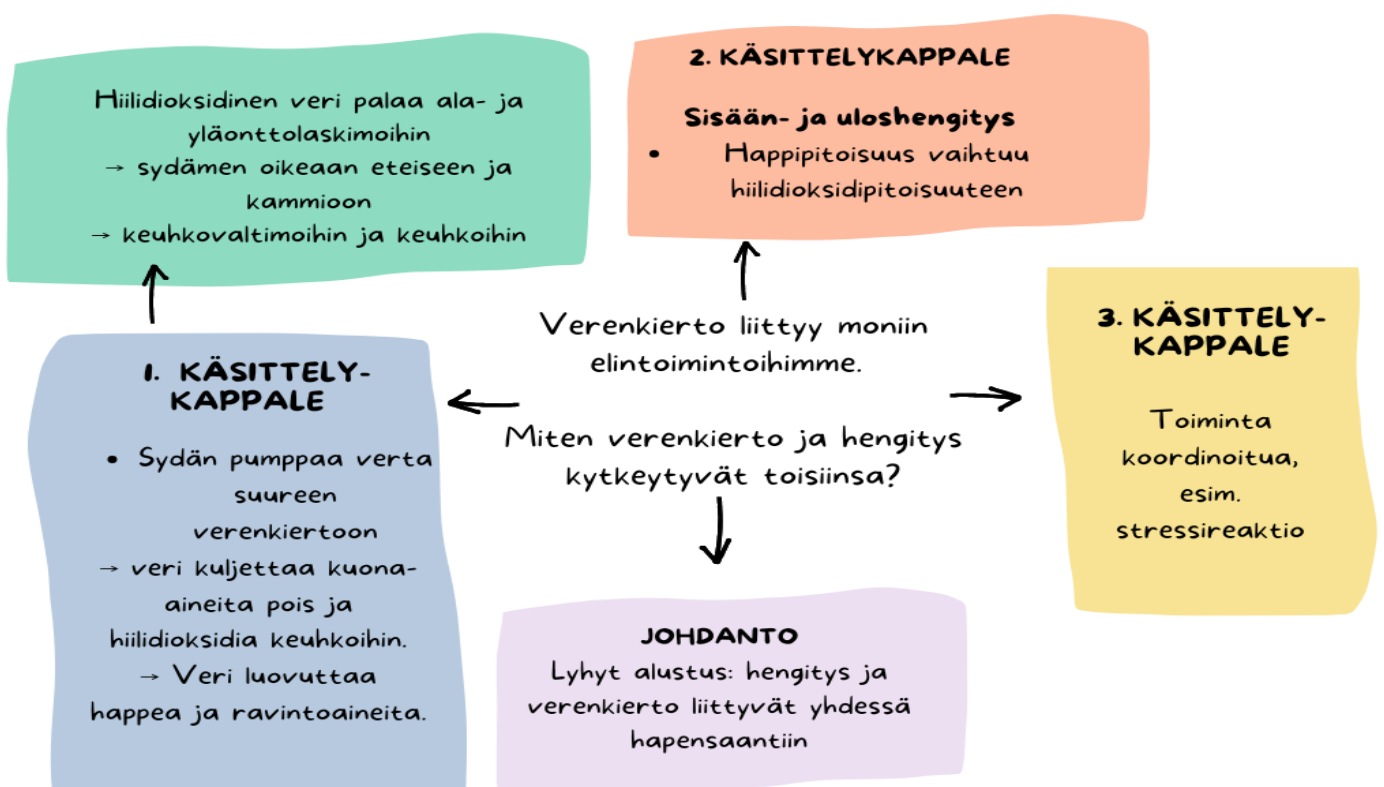 Hiilidioksidinen veri palaa ala- ja
yläonttolaskimoihin
→ sydämen oikeaan eteiseen ja
kammioon
→ keuhkovaltimoihin ja keuhkoihin
2. KÄSITTELYKAPPALE
Sisään- ja uloshengitys
• Happipitoisuus vaihtuu
hiilidioksidipitoisuuteen
Verenkierto liittyy moniin
elintoimintoihimme.
Miten verenkierto ja hengitys
kytkeytyvät toisiinsa?
1. KÄSITTELY-
KAPPALE
• Sydän pumppaa verta
suureen
verenkiertoon
→ veri kuljettaa kuona-
aineita pois ja
hiilidioksidia keuhkoihin.
→ Veri luovuttaa
happea ja ravintoaineita.
3. KÄSITTELY-
KAPPALE
Toiminta
koordinoitua,
esim.
stressireaktio
JOHDANTO
Lyhyt alustus: hengitys ja
verenkierto liittyvät yhdessä
hapensaantiin